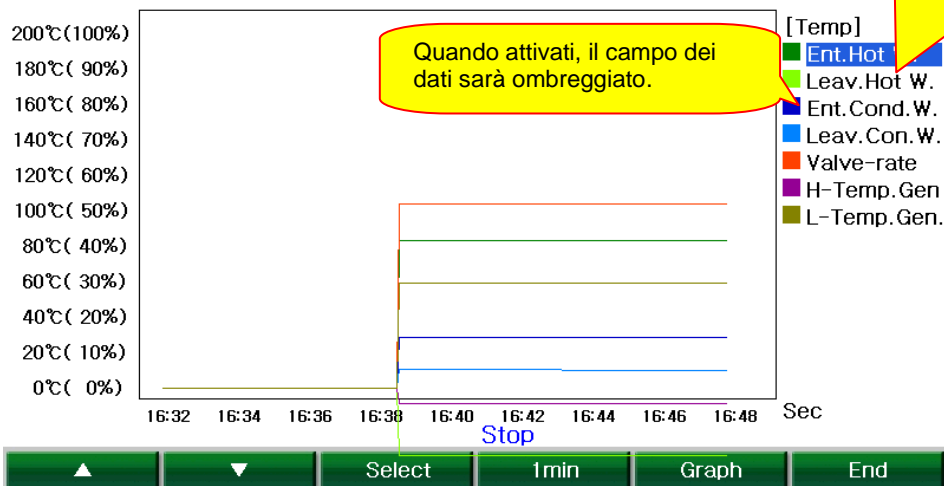 200℃(100%)
180℃( 90%)
160℃( 80%)
140℃( 70%)
120℃( 60%)
100℃( 50%)
80℃( 40%)
60℃( 30%)
40℃( 20%)
20℃( 10%)
0℃( 0%)
Quando attivati, il campo dei
dati sarà ombreggiato.
[Temp]
Ent.Hot
Leav.Hot W.
Ent.Cond.W.
Leav.Con.W.
Valve-rate
H-Temp.Gen
L-Temp.Gen.
16:32 16:34 16:36 16:38 16:40 16:42 16:44 16:46 16:48 Sec
Stop
▲ ▼ Select 1min Graph End